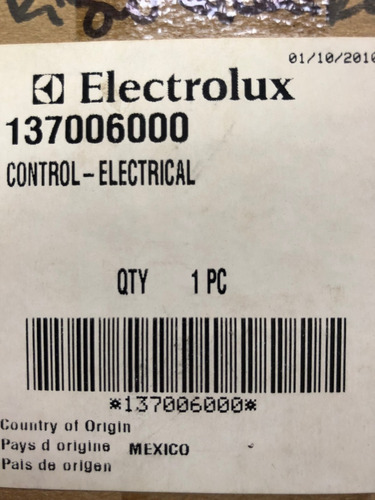 01/10/2010
Electrolux
137006000
CONTROL-ELECTRICAL
QTY 1 PC
*137006000*
Country of Origin
Pays d origine MEXICO
Pais de origen